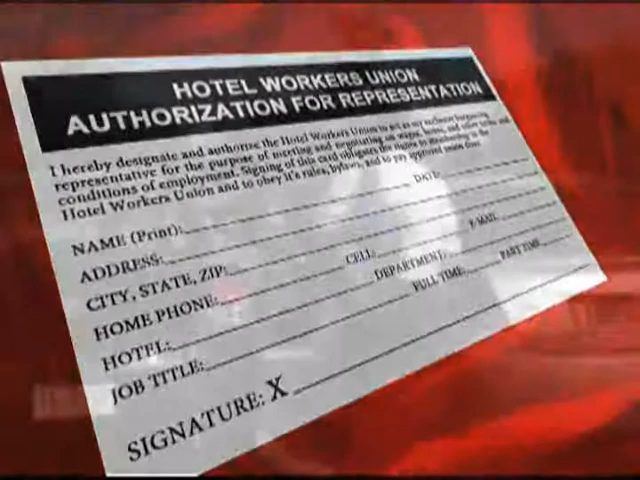 HOTEL WORKERS UNION
AUTHORIZATION FOR REPRESENTATION
I hereby designate and authorize the Hotel Workers Union to act as my exclusive bargaining
representative for the purpose of meeting and negotiating on wages, hours, and other terms and
conditions of employment. Signing of this card obligates the signee to membership in the
Hotel Workers Union and to obey it's rules, bylaws, and to pay approved union dues.
NAME (Print): DATE:
ADDRESS:
CITY, STATE, ZIP: E-MAIL
HOME PHONE: CELL: PART TIME
HOTEL: DEPARTMENT:
JOB TITLE: FULL TIME:
SIGNATURE: X